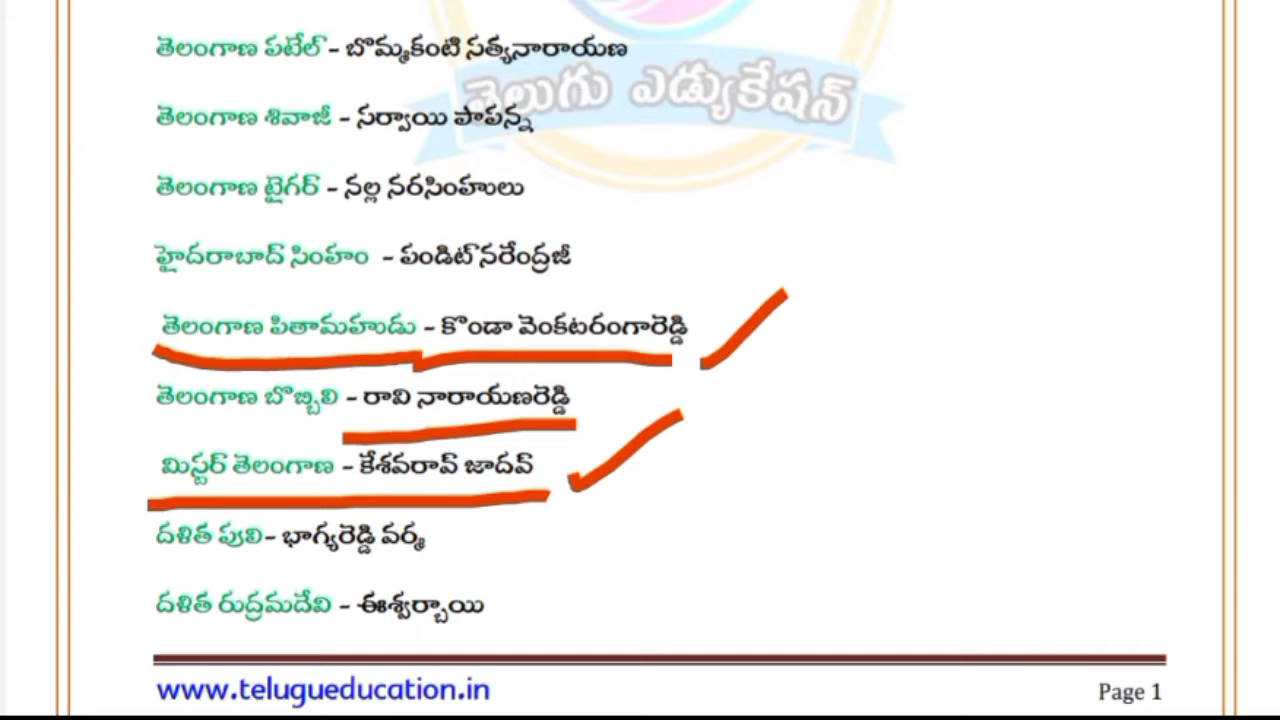 తెలంగాణ పటేల్ - బొమ్మకంటి సత్యనారాయణ
తెలుగు ఎడ్యుకేషన్
తెలంగాణ శివాజీ - సర్వాయి పాపన్న
తెలంగాణ టైగర్ - నల్ల నరసింహులు
హైదరాబాద్ సింహం - పండిట్ నరేంద్రజీ
తెలంగాణ పితామహుడు - కొండా వెంకటరంగారెడ్డి
తెలంగాణ బొబ్బిలి - రావి నారాయణరెడ్డి
మిస్టర్ తెలంగాణ - కేశవరావ్ జాదవ్
దళిత పులి- భాగ్యరెడ్డి వర్మ
దళిత రుద్రమదేవి - ఈశ్వర్బాయి
www.telugueducation.in Page 1